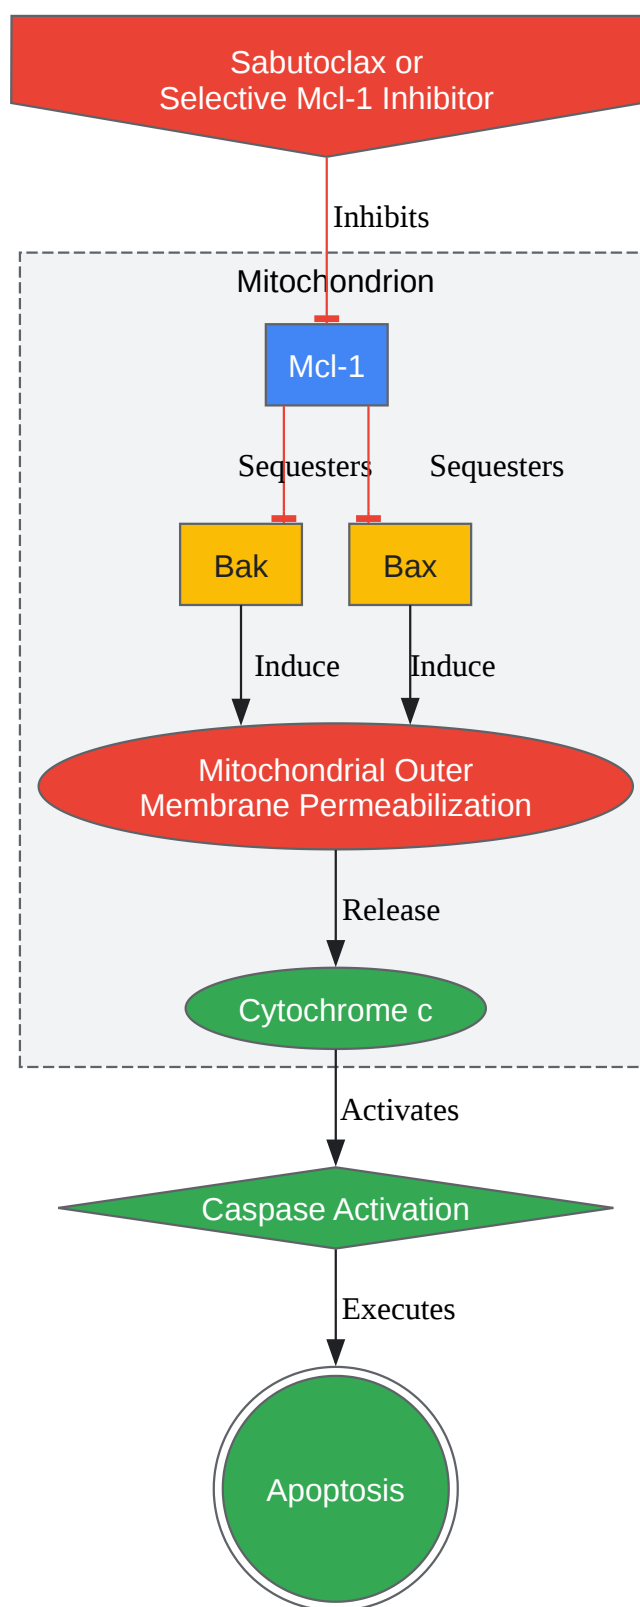 Sabutoclax or
Selective Mcl-1 Inhibitor
Inhibits
Mitochondrion
Mcl-1
Sequesters
Sequesters
Bak
Bax
Induce
Induce
Mitochondrial Outer
Membrane Permeabilization
Release
Cytochrome c
Activates
Caspase Activation
Executes
Apoptosis